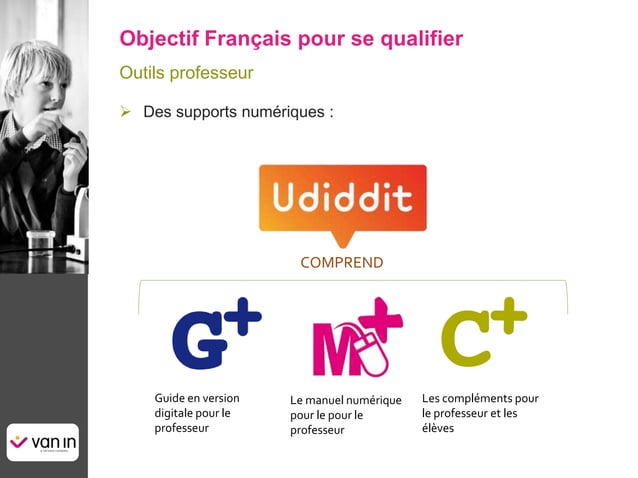 Objectif Français pour se qualifier
Outils professeur
➢ Des supports numériques :
Udiddit
COMPREND
G+
M+
C+
Guide en version
digitale pour le
professeur
Le manuel numérique
pour le pour le
professeur
Les compléments pour
le professeur et les
élèves
van in